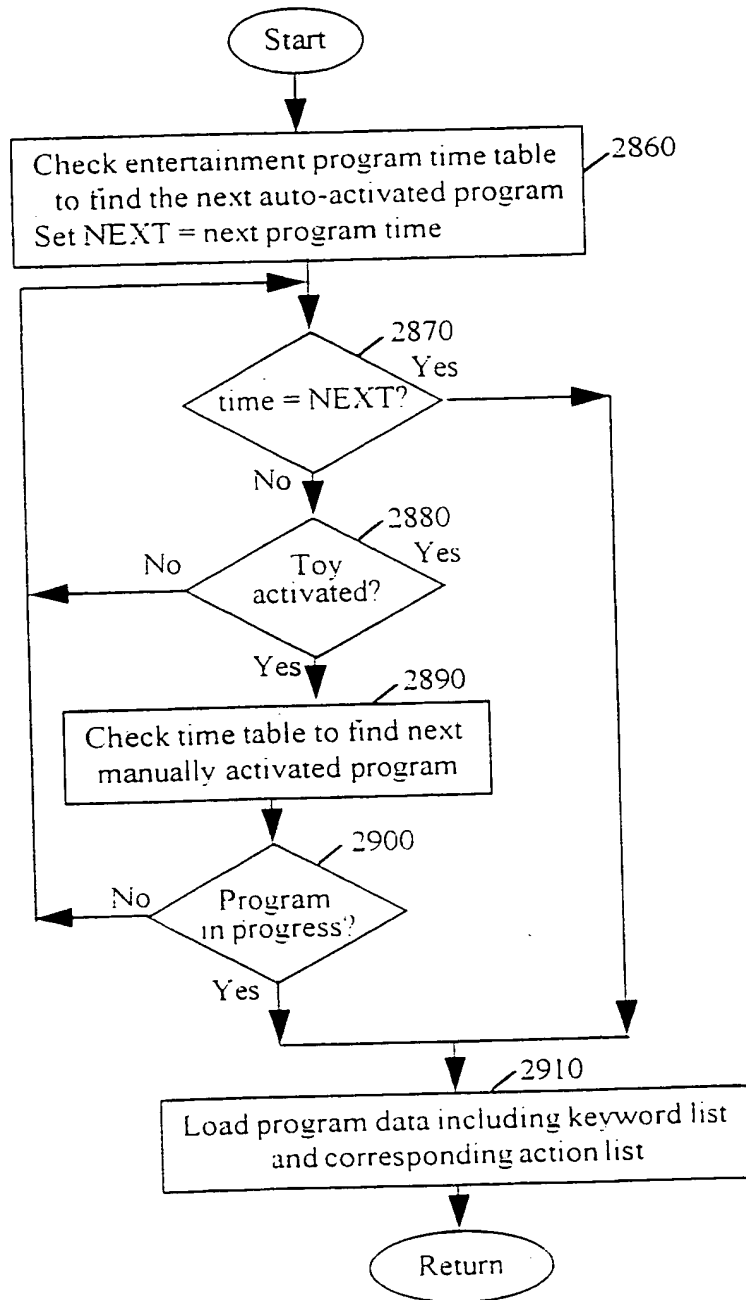 Start
Check entertainment program time table
to find the next auto-activated program
Set NEXT = next program time
2860
2870
Yes
time = NEXT?
No
2880
Yes
No
Toy
activated?
Yes
2890
Check time table to find next
manually activated program
2900
No
Program
in progress?
Yes
2910
Load program data including keyword list
and corresponding action list
Return